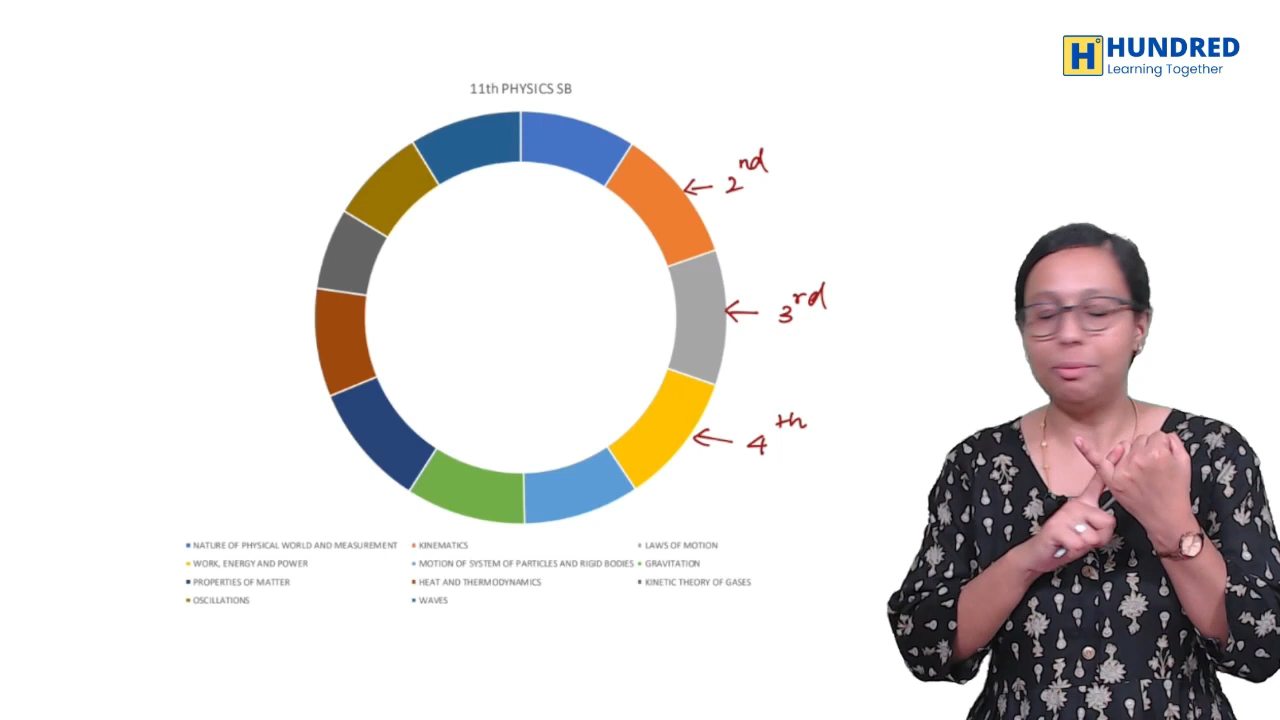 H° HUNDRED
Learning Together
11th PHYSICS SB
2nd
3rd
4th
NATURE OF PHYSICAL WORLD AND MEASUREMENT KINEMATICS LAWS OF MOTION
WORK, ENERGY AND POWER MOTION OF SYSTEM OF PARTICLES AND RIGID BODIES GRAVITATION
PROPERTIES OF MATTER HEAT AND THERMODYNAMICS KINETIC THEORY OF GASES
OSCILLATIONS WAVES